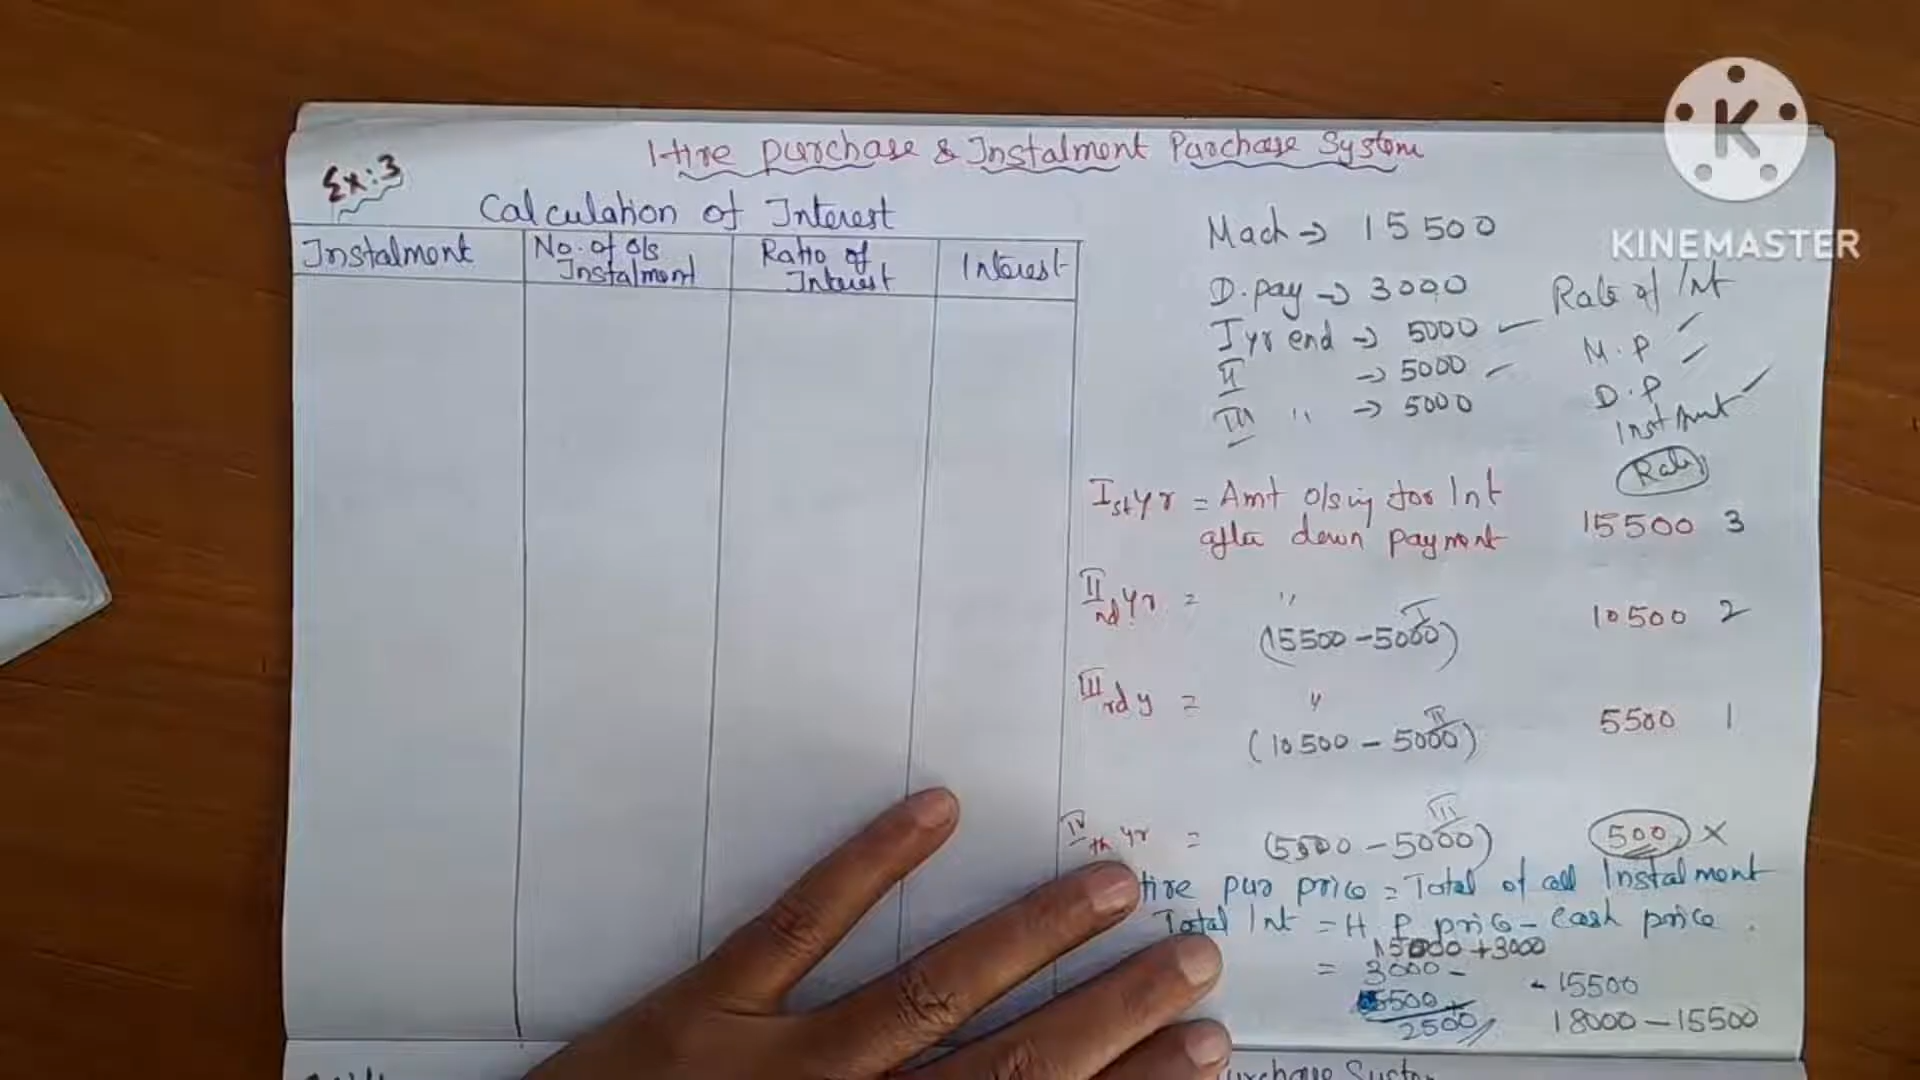 Hire purchase & Instalment Purchase System
Ex:3
Calculation of Interest
Instalment
No. of o/s Instalment
Ratio of Interest
Interest
Mach → 15500
D.pay → 3000
I yr end → 5000
II → 5000
III " → 5000
Rate of Int
M.P
D.P
Inst Amt
K
KINEMASTER
Ist yr = Amt o/sing for Int
after down payment
15500 3
IInd yr = "
(15500 - 5000) I
10500 2
IIIrd y = "
(10500 - 5000) II
5500 1
IVth yr = (5500 - 5000) III
500 ×
Hire pur price = Total of all Instalment
Total Int = H P price - Cash price
15000 + 3000
= 3000 -
- 15500
2500
18000 - 15500